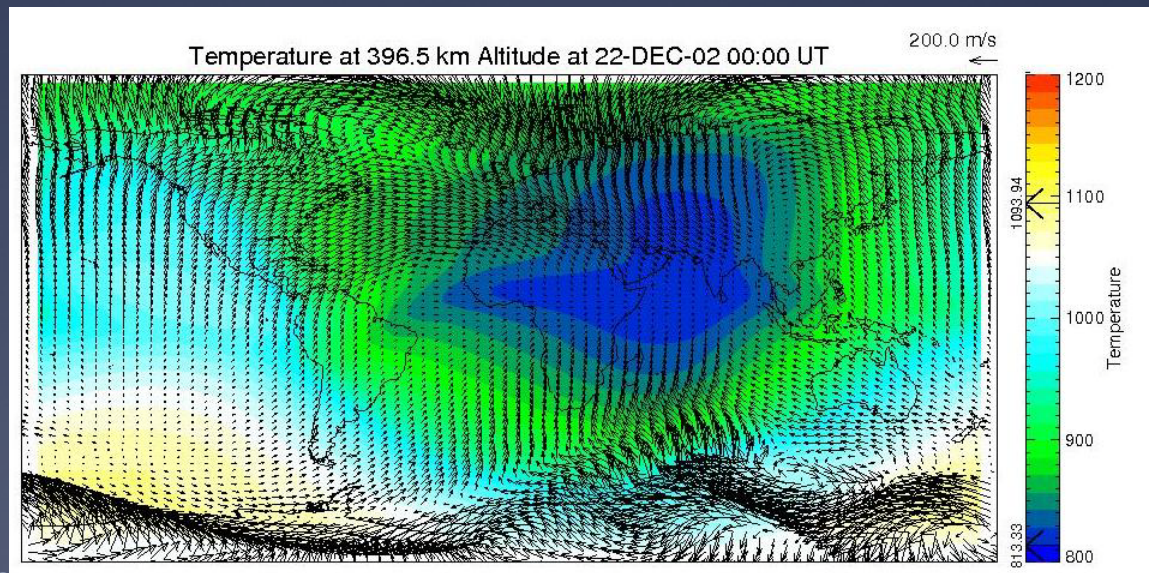 Temperature at 396.5 km Altitude at 22-DEC-02 00:00 UT
200.0 m/s
1200
1100
1000
900
800
1093.94
813.33
Temperature